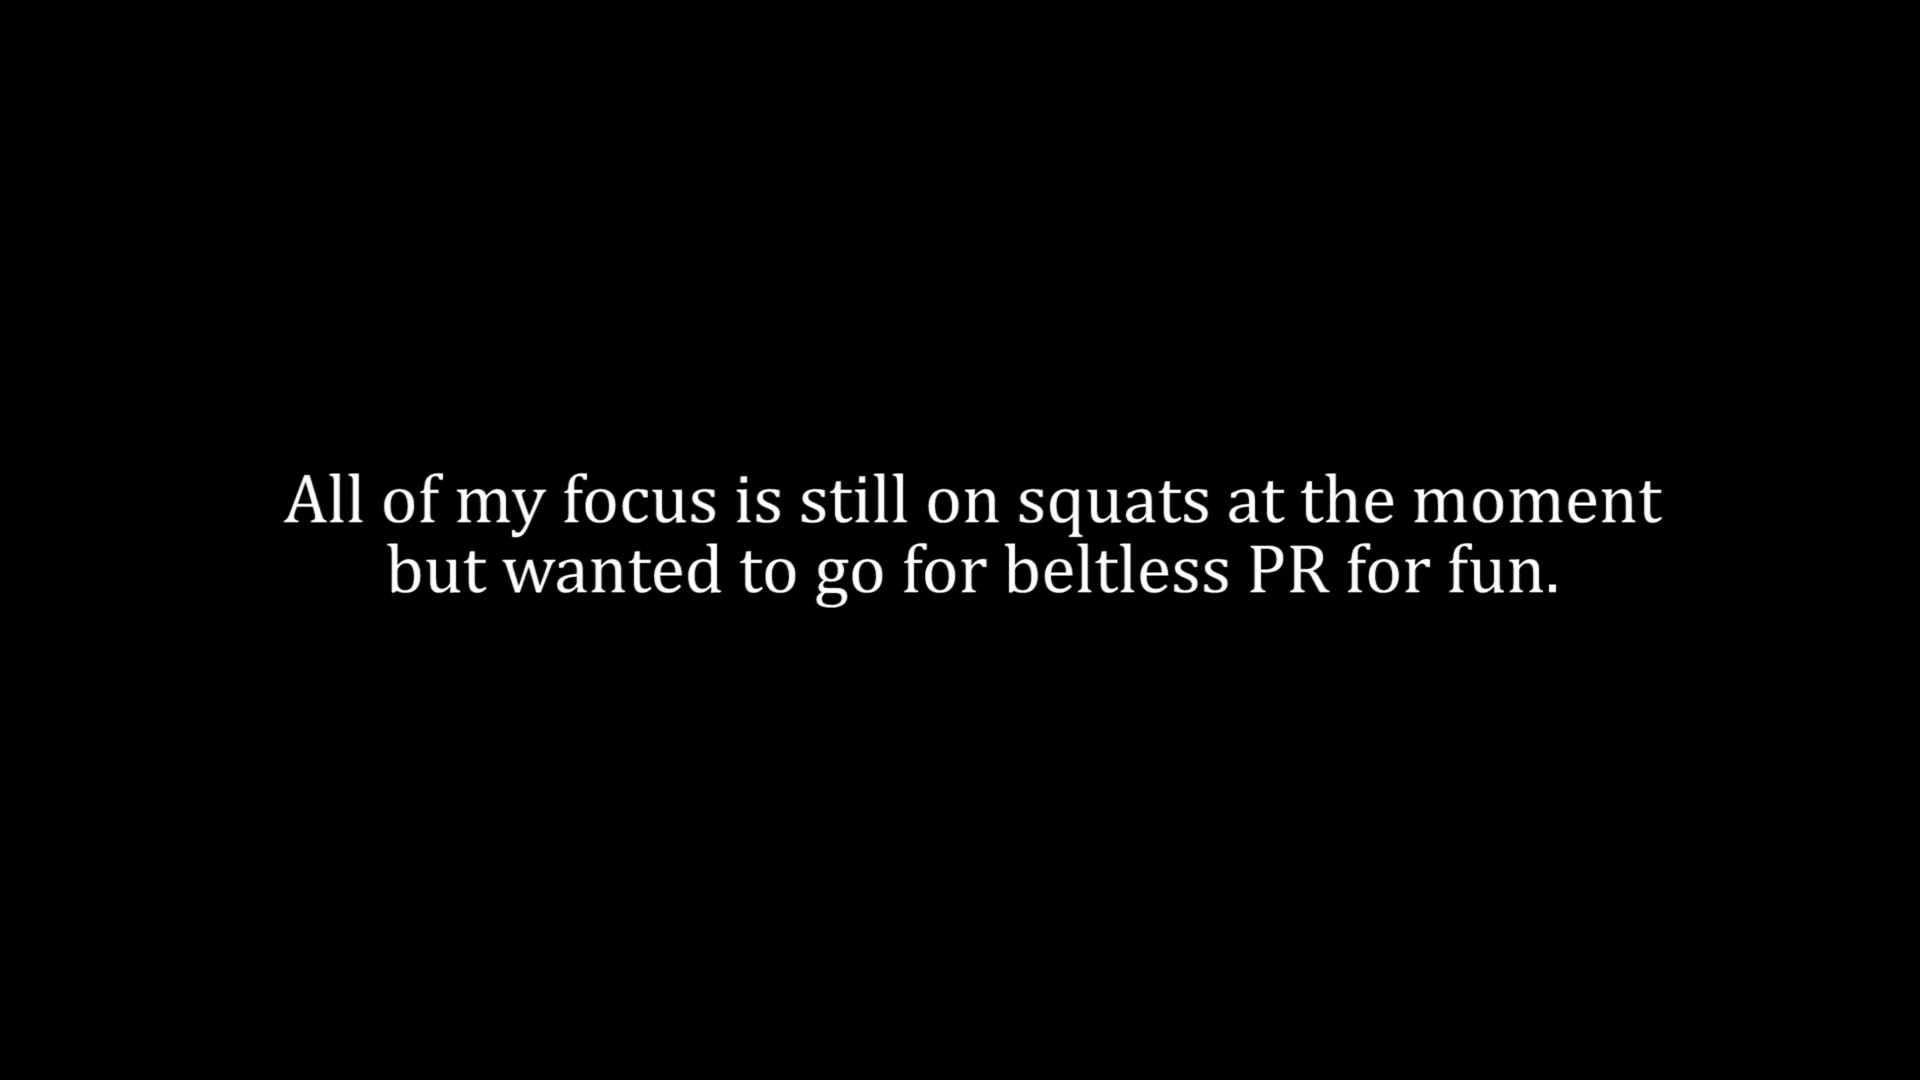 All of my focus is still on squats at the moment
but wanted to go for beltless PR for fun.